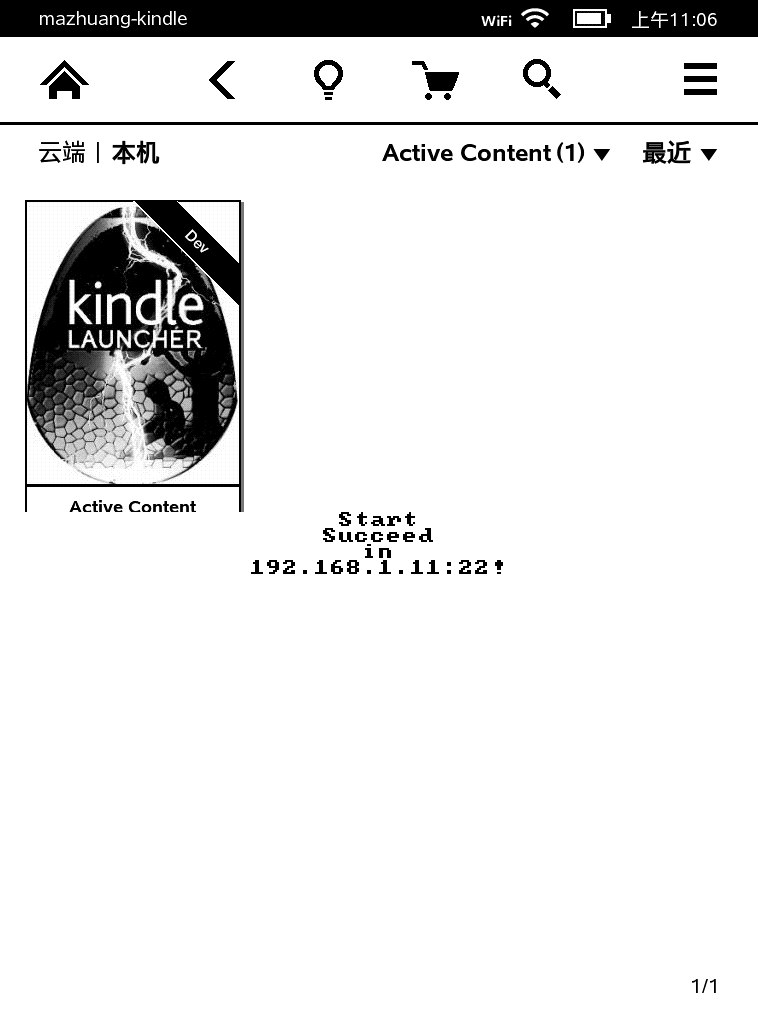 mazhuang-kindle WiFi 上午11:06
云端 | 本机 Active Content (1) 最近
Dev
kindle
LAUNCHER
Active Content
Start
Succeed
in
192.168.1.11:22!
1/1